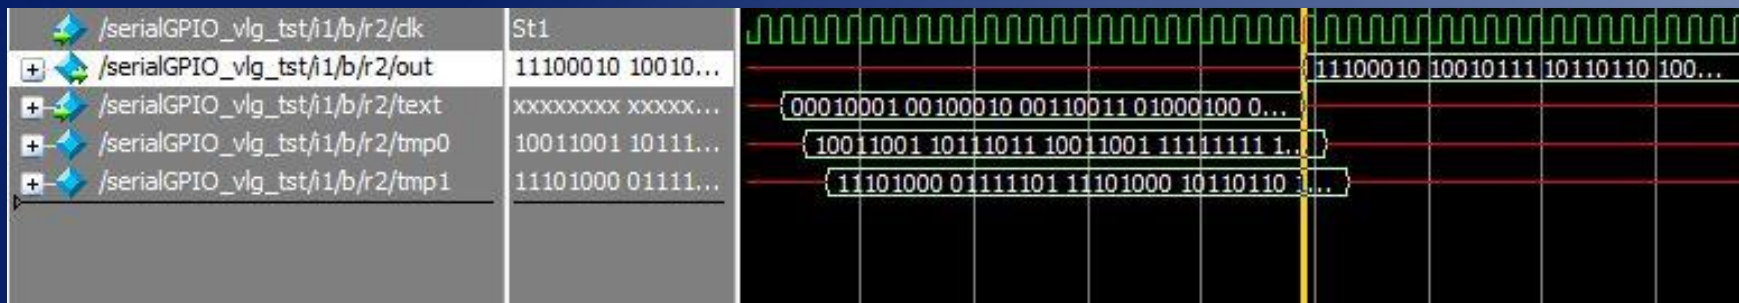 /serialGPIO_vlg_tst/i1/b/r2/clk St1
/serialGPIO_vlg_tst/i1/b/r2/out 11100010 10010... 11100010 10010111 10110110 100...
/serialGPIO_vlg_tst/i1/b/r2/text xxxxxxxx xxxxx... 00010001 00100010 00110011 01000100 0...
/serialGPIO_vlg_tst/i1/b/r2/tmp0 10011001 10111... 10011001 10111011 10011001 11111111 1...
/serialGPIO_vlg_tst/i1/b/r2/tmp1 11101000 01111... 11101000 01111101 11101000 10110110 1...